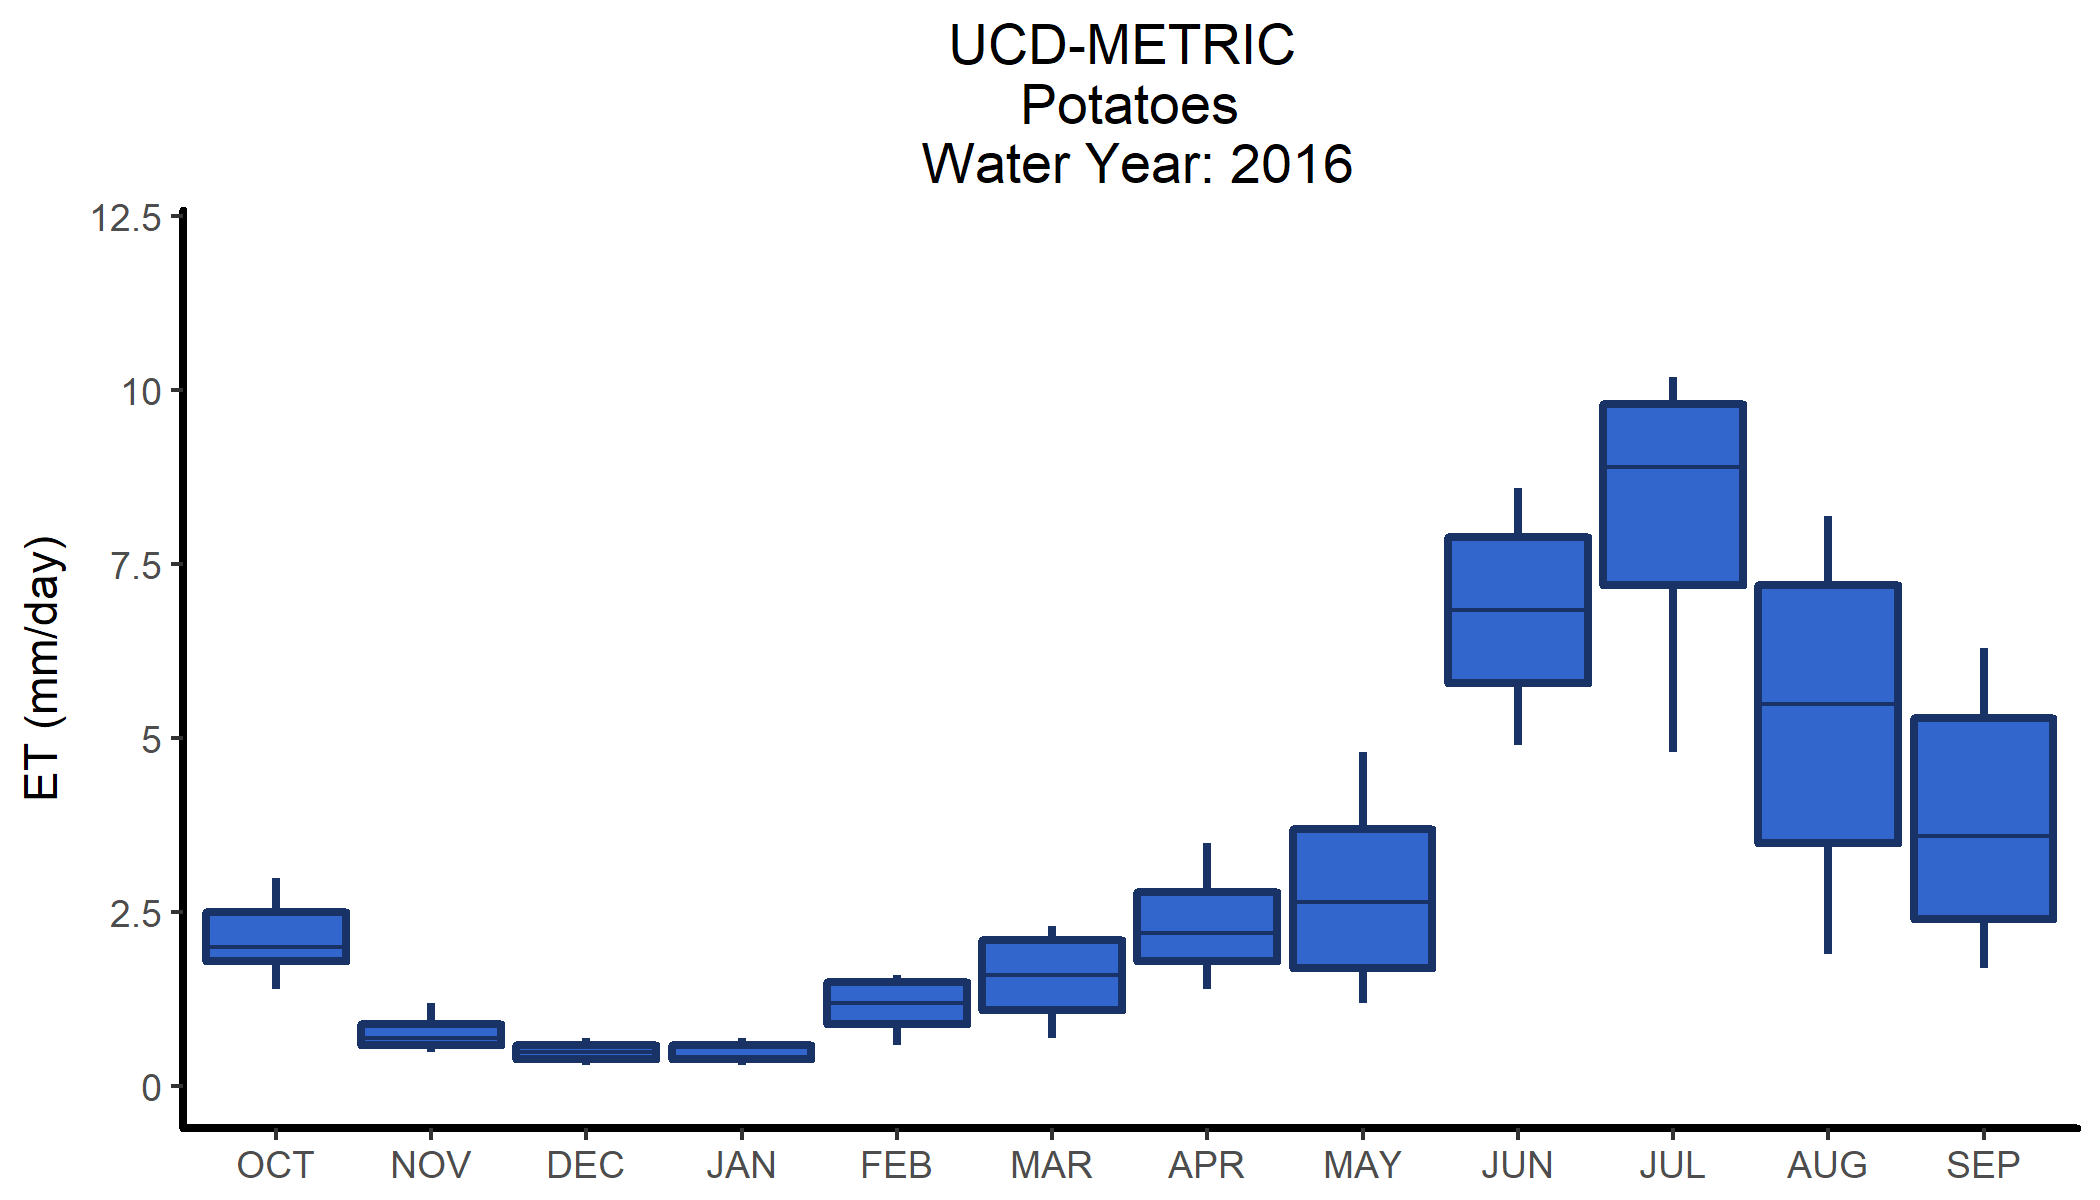 UCD-METRIC
Potatoes
Water Year: 2016
12.5
10
7.5
5
2.5
0
ET (mm/day)
OCT NOV DEC JAN FEB MAR APR MAY JUN JUL AUG SEP